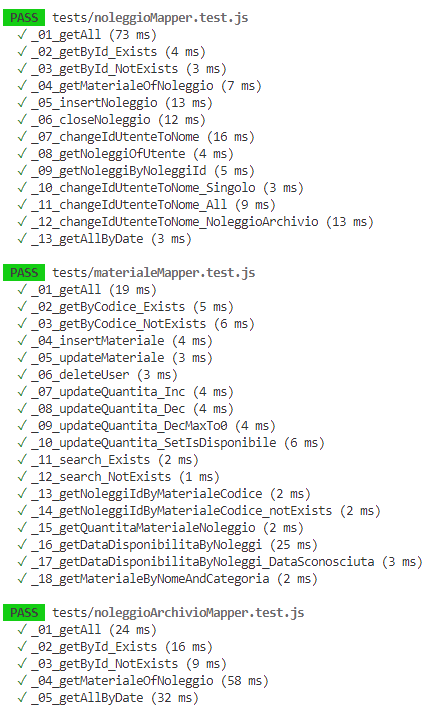 PASS tests/noleggioMapper.test.js
✓ _01_getAll (73 ms)
✓ _02_getById_Exists (4 ms)
✓ _03_getById_NotExists (3 ms)
✓ _04_getMaterialeOfNoleggio (7 ms)
✓ _05_insertNoleggio (13 ms)
✓ _06_closeNoleggio (12 ms)
✓ _07_changeIdUtenteToNome (16 ms)
✓ _08_getNoleggiOfUtente (4 ms)
✓ _09_getNoleggiByNoleggiId (5 ms)
✓ _10_changeIdUtenteToNome_Singolo (3 ms)
✓ _11_changeIdUtenteToNome_All (9 ms)
✓ _12_changeIdUtenteToNome_NoleggioArchivio (13 ms)
✓ _13_getAllByDate (3 ms)
PASS tests/materialeMapper.test.js
✓ _01_getAll (19 ms)
✓ _02_getByCodice_Exists (5 ms)
✓ _03_getByCodice_NotExists (6 ms)
✓ _04_insertMateriale (4 ms)
✓ _05_updateMateriale (3 ms)
✓ _06_deleteUser (3 ms)
✓ _07_updateQuantita_Inc (4 ms)
✓ _08_updateQuantita_Dec (4 ms)
✓ _09_updateQuantita_DecMaxTo0 (4 ms)
✓ _10_updateQuantita_SetIsDisponibile (6 ms)
✓ _11_search_Exists (2 ms)
✓ _12_search_NotExists (1 ms)
✓ _13_getNoleggiIdByMaterialeCodice (2 ms)
✓ _14_getNoleggiIdByMaterialeCodice_notExists (2 ms)
✓ _15_getQuantitaMaterialeNoleggio (2 ms)
✓ _16_getDataDisponibilitaByNoleggi (25 ms)
✓ _17_getDataDisponibilitaByNoleggi_DataSconosciuta (3 ms)
✓ _18_getMaterialeByNomeAndCategoria (2 ms)
PASS tests/noleggioArchivioMapper.test.js
✓ _01_getAll (24 ms)
✓ _02_getById_Exists (16 ms)
✓ _03_getById_NotExists (9 ms)
✓ _04_getMaterialeOfNoleggio (58 ms)
✓ _05_getAllByDate (32 ms)